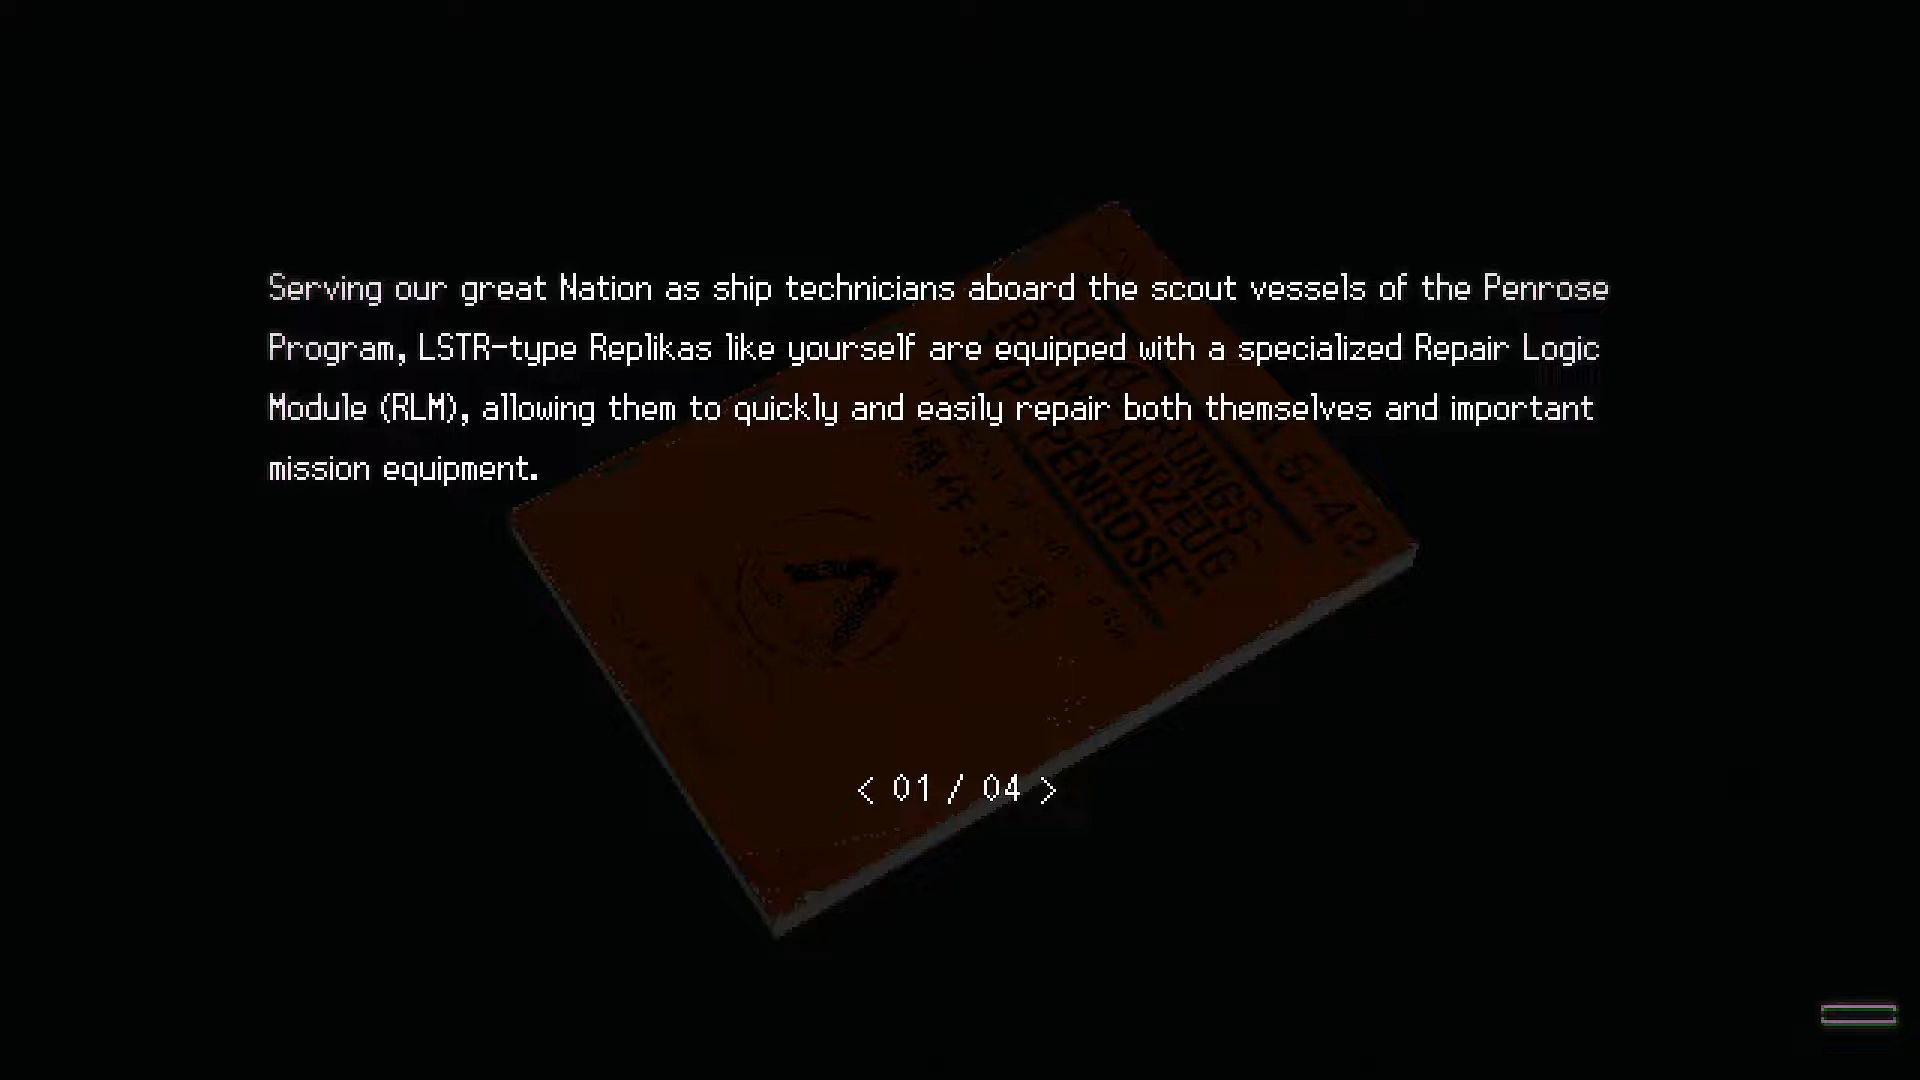 Serving our great Nation as ship technicians aboard the scout vessels of the Penrose
Program, LSTR-type Replikas like yourself are equipped with a specialized Repair Logic
Module (RLM), allowing them to quickly and easily repair both themselves and important
mission equipment.
PENROSE
< 01 / 04 >